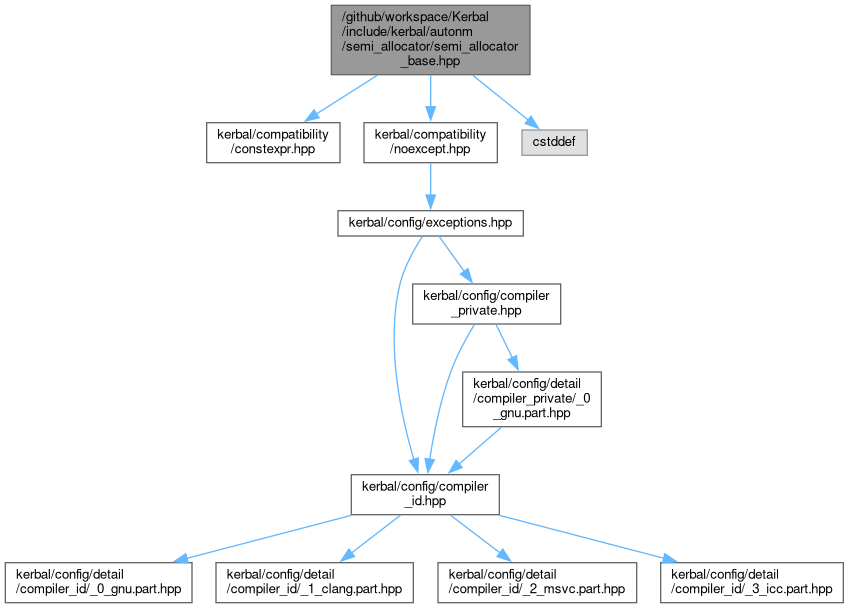 /github/workspace/Kerbal
/include/kerbal/autonm
/semi_allocator/semi_allocator
_base.hpp
kerbal/compatibility
/constexpr.hpp
kerbal/compatibility
/noexcept.hpp
cstddef
kerbal/config/exceptions.hpp
kerbal/config/compiler
_private.hpp
kerbal/config/detail
/compiler_private/_0
_gnu.part.hpp
kerbal/config/compiler
_id.hpp
kerbal/config/detail
/compiler_id/_0_gnu.part.hpp
kerbal/config/detail
/compiler_id/_1_clang.part.hpp
kerbal/config/detail
/compiler_id/_2_msvc.part.hpp
kerbal/config/detail
/compiler_id/_3_icc.part.hpp